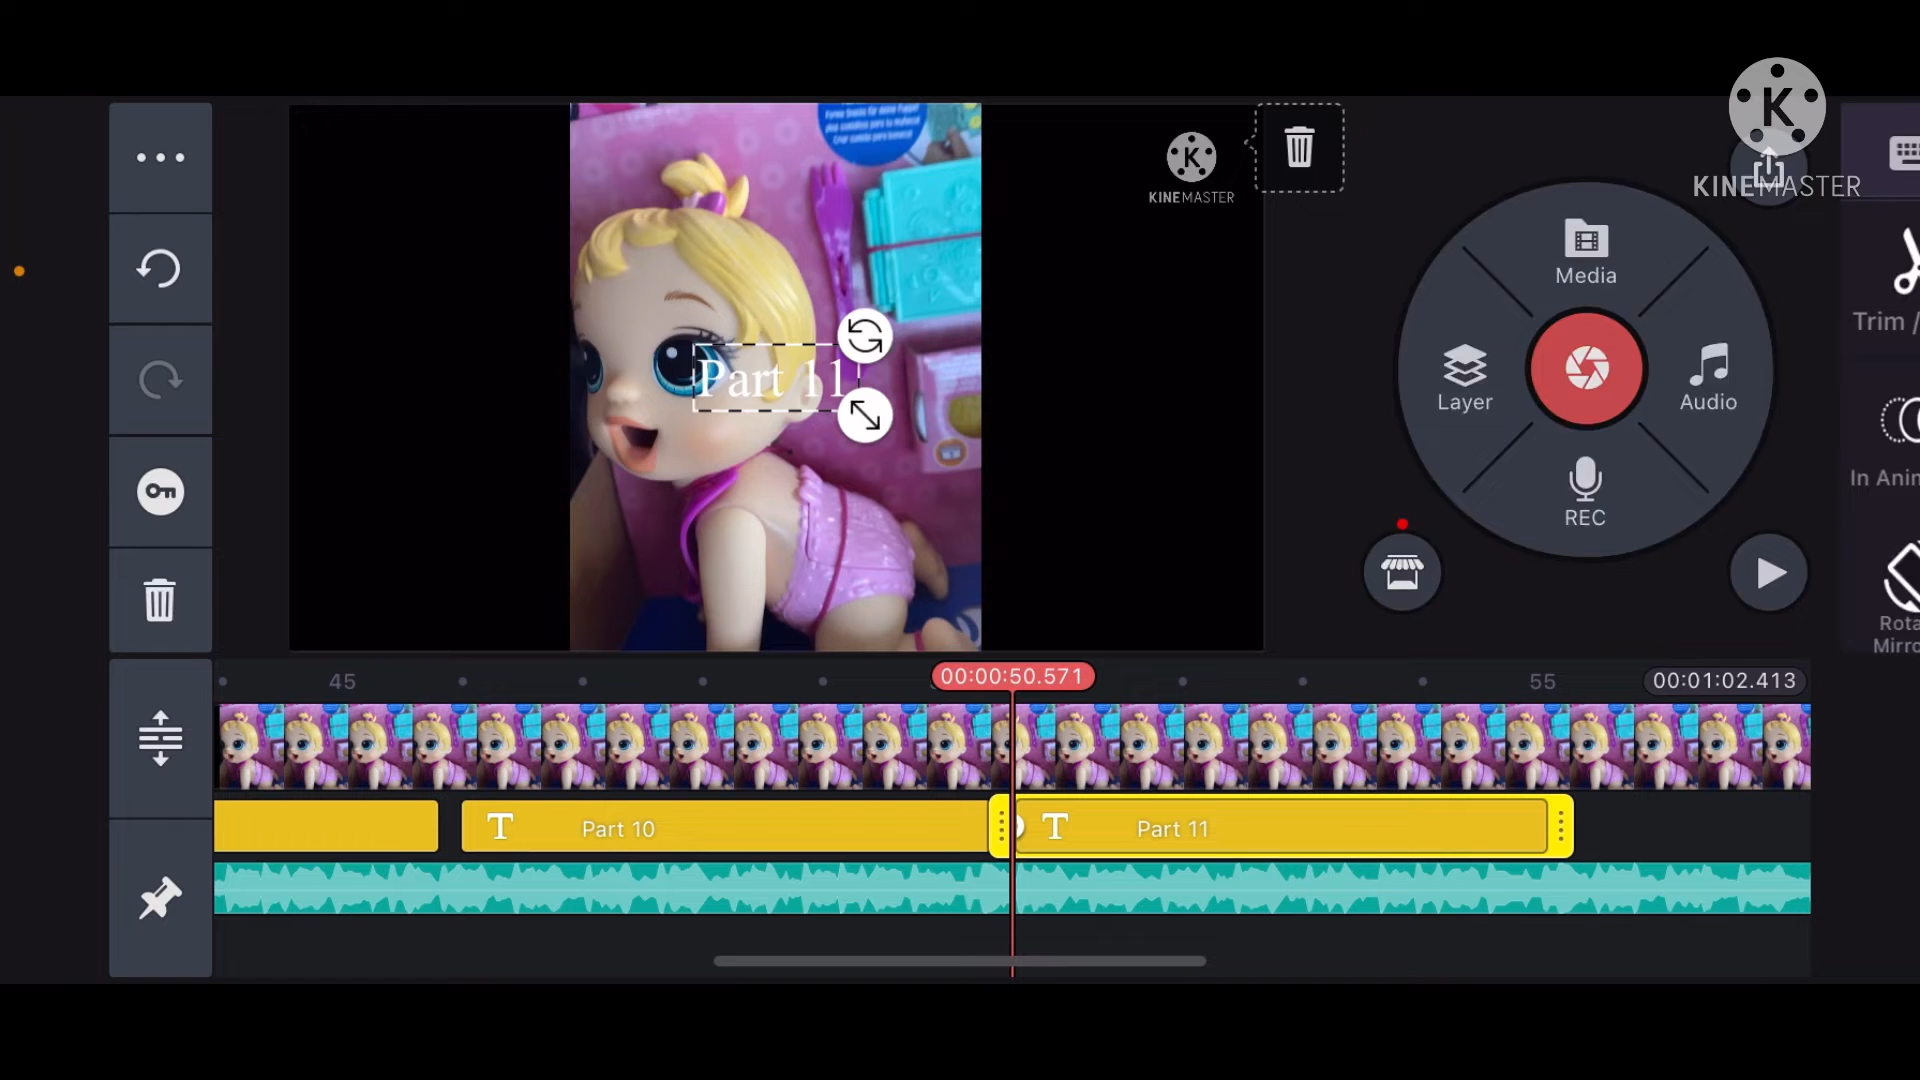 KINEMASTER
KINEMASTER
Media
Layer
Audio
REC
Trim /
In Anim
Rota
Mirro
Part 11
45
00:00:50.571
55
00:01:02.413
Part 10
Part 11